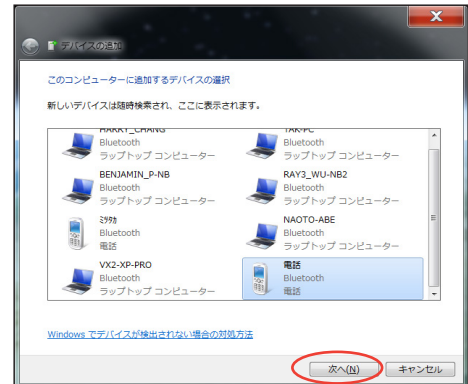 デバイスの追加
このコンピューターに追加するデバイスの選択
新しいデバイスは随時検索され、ここに表示されます。
HARRY_CHANG
Bluetooth
ラップトップ コンピューター
TAK-PC
Bluetooth
ラップトップ コンピューター
BENJAMIN_P-NB
Bluetooth
ラップトップ コンピューター
RAY3_WU-NB2
Bluetooth
ラップトップ コンピューター
ﾐﾂﾀｶ
Bluetooth
電話
NAOTO-ABE
Bluetooth
ラップトップ コンピューター
VX2-XP-PRO
Bluetooth
ラップトップ コンピューター
電話
Bluetooth
電話
Windows でデバイスが検出されない場合の対処方法
次へ(N)
キャンセル